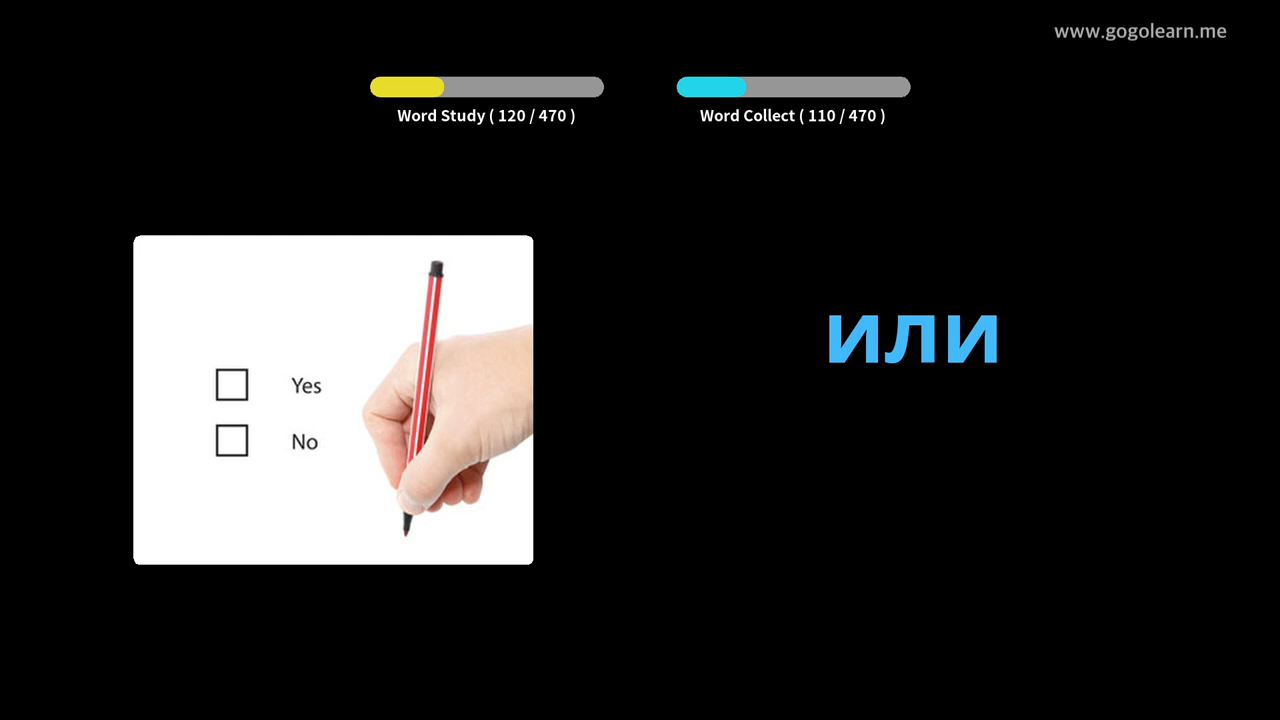 www.gogolearn.me
Word Study ( 120 / 470 )
Word Collect ( 110 / 470 )
Yes
No
или